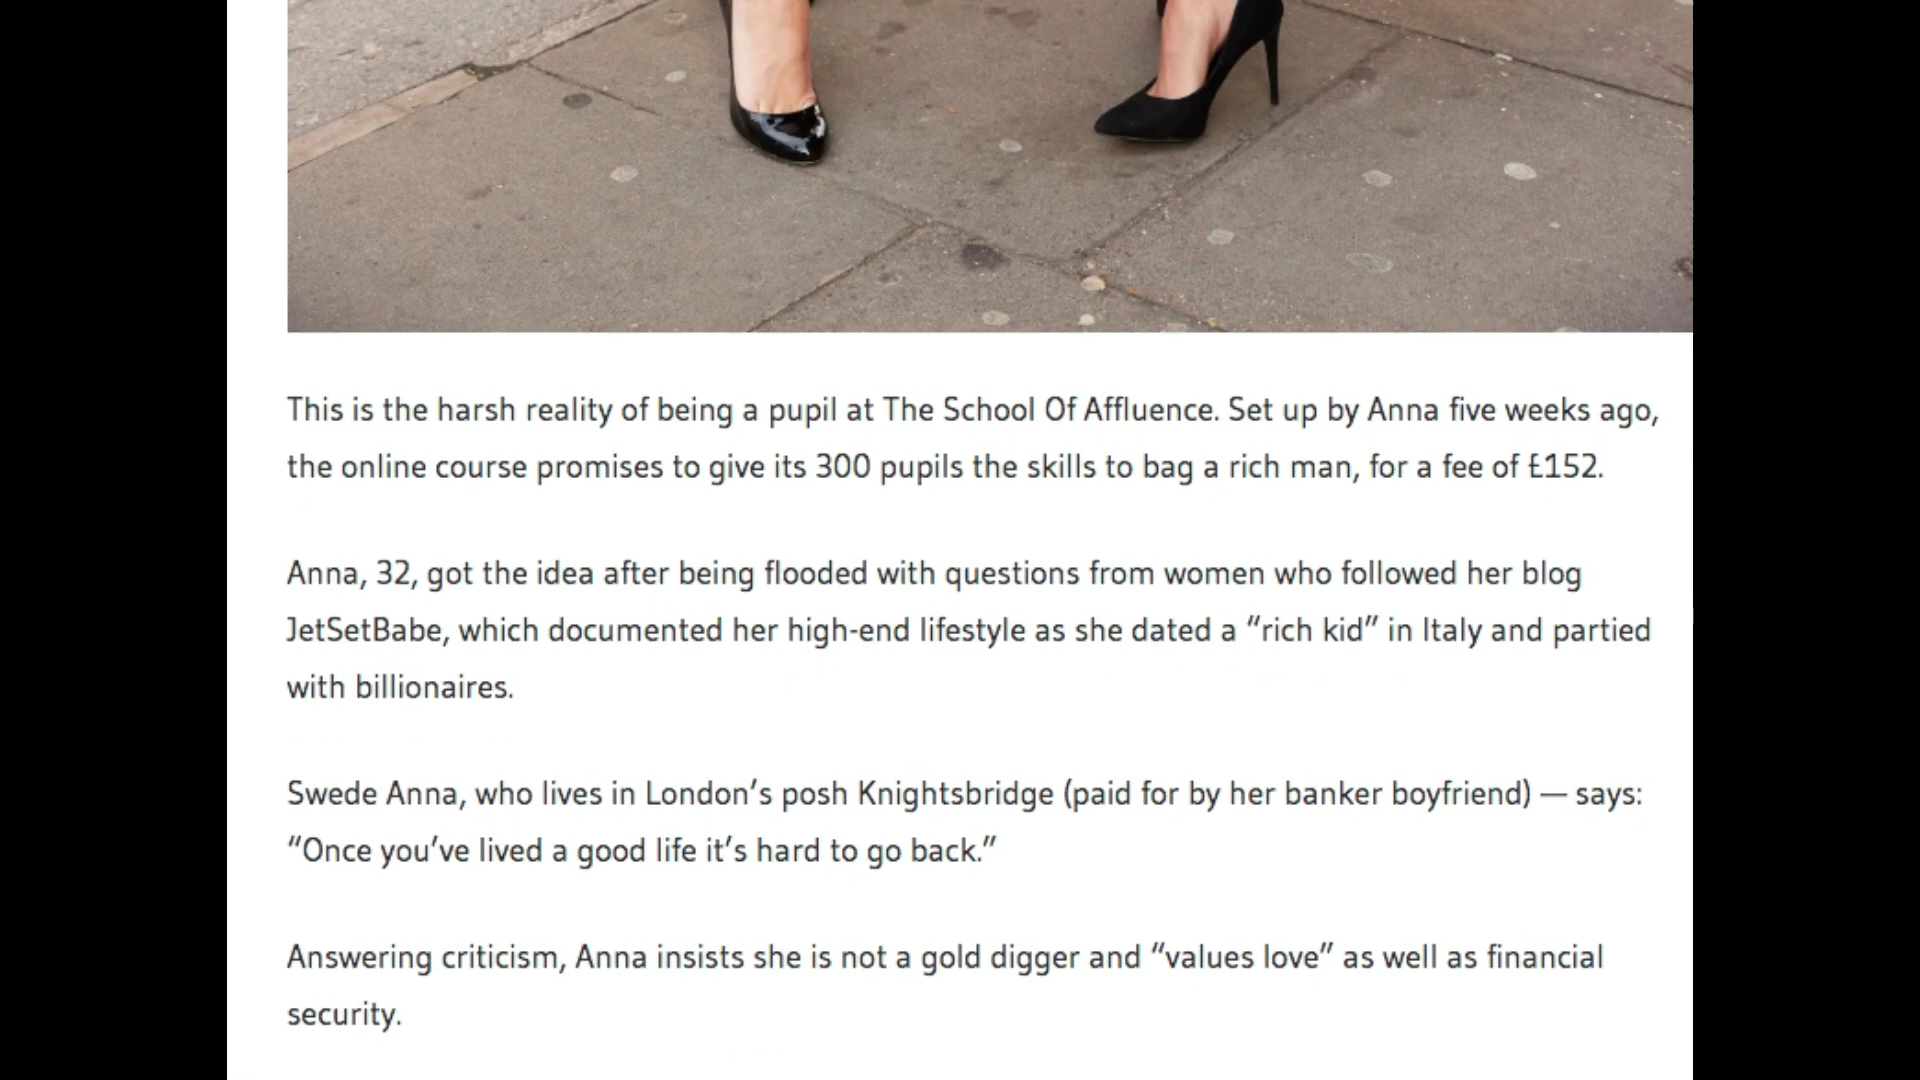 This is the harsh reality of being a pupil at The School Of Affluence. Set up by Anna five weeks ago,
the online course promises to give its 300 pupils the skills to bag a rich man, for a fee of £152.
Anna, 32, got the idea after being flooded with questions from women who followed her blog
JetSetBabe, which documented her high-end lifestyle as she dated a “rich kid” in Italy and partied
with billionaires.
Swede Anna, who lives in London’s posh Knightsbridge (paid for by her banker boyfriend) — says:
“Once you’ve lived a good life it’s hard to go back.”
Answering criticism, Anna insists she is not a gold digger and “values love” as well as financial
security.